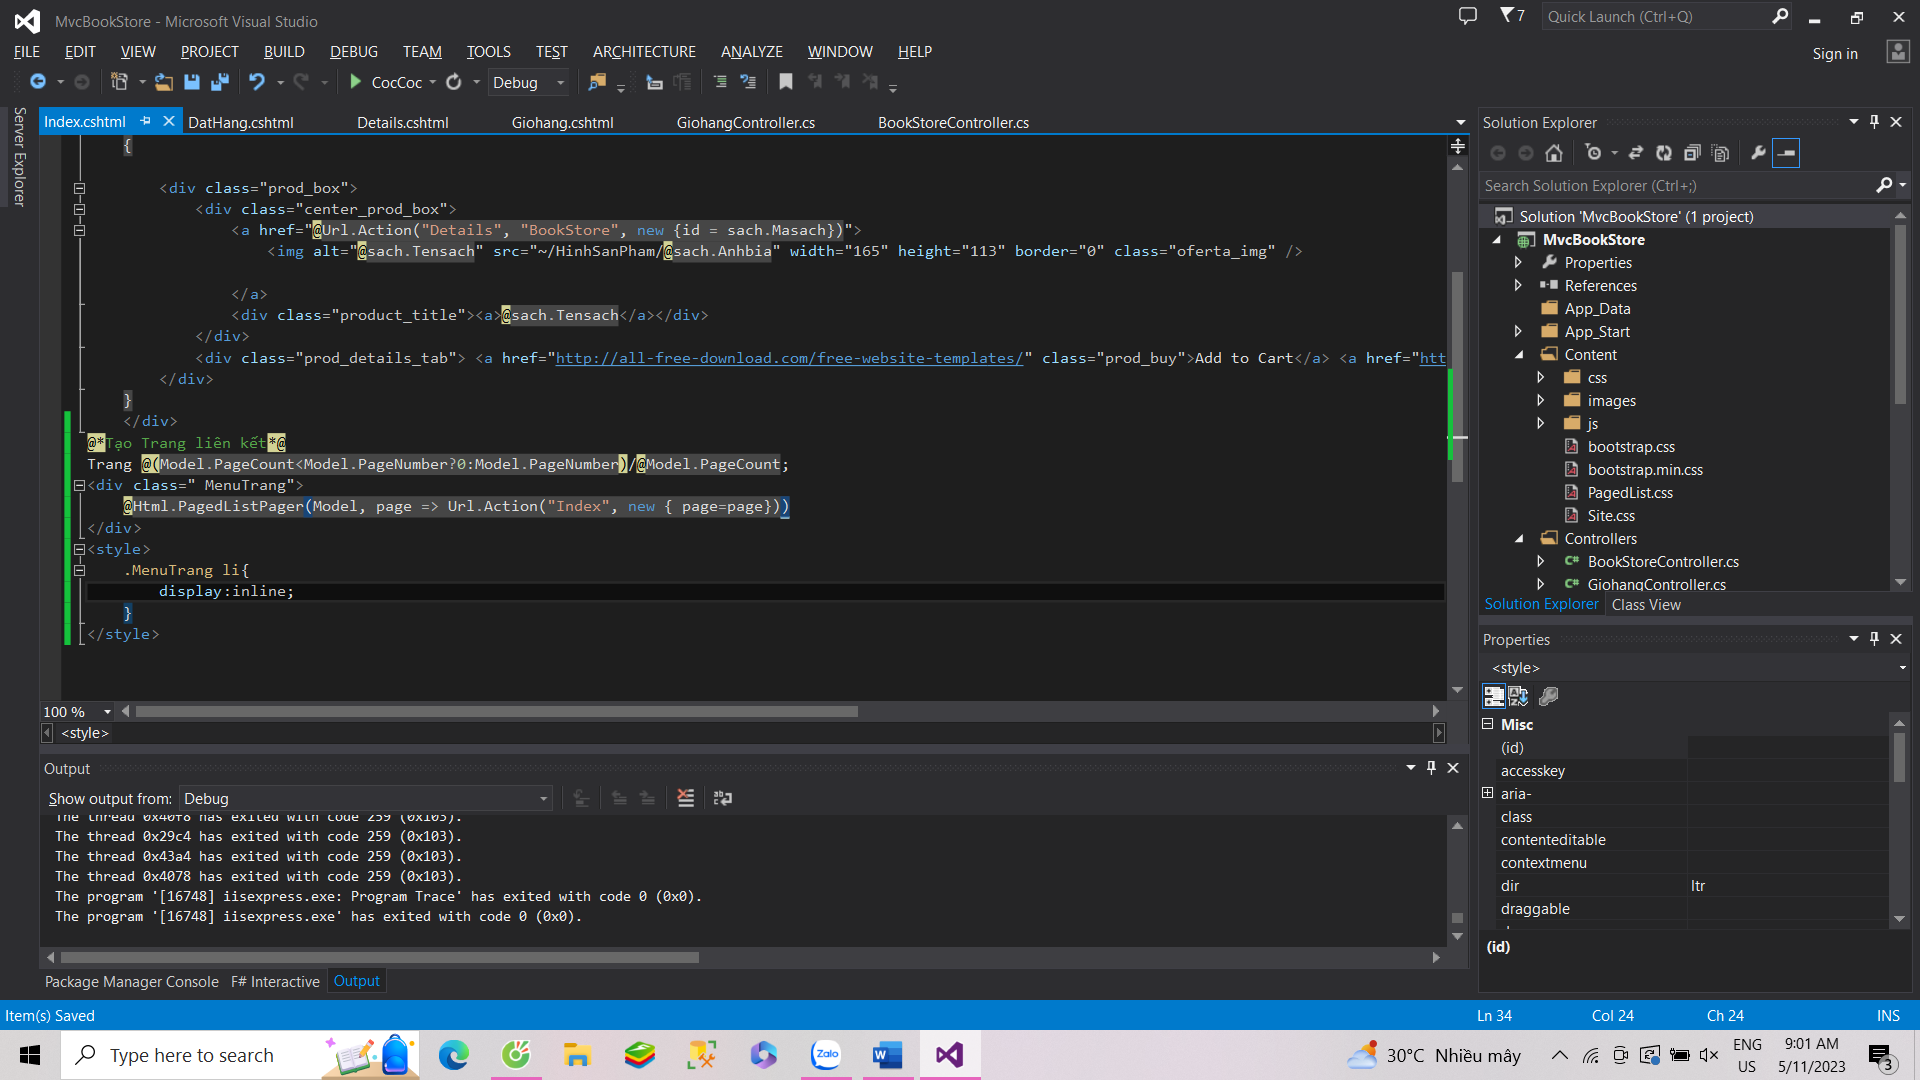 MvcBookStore - Microsoft Visual Studio
7
Quick Launch (Ctrl+Q)
FILE EDIT VIEW PROJECT BUILD DEBUG TEAM TOOLS TEST ARCHITECTURE ANALYZE WINDOW HELP
Sign in
CocCoc
Debug
Server Explorer
Index.cshtml DatHang.cshtml Details.cshtml Giohang.cshtml GiohangController.cs BookStoreController.cs
{
<div class="prod_box">
<div class="center_prod_box">
<a href="@Url.Action("Details", "BookStore", new {id = sach.Masach})">
<img alt="@sach.Tensach" src="~/HinhSanPham/@sach.Anhbia" width="165" height="113" border="0" class="oferta_img" />
</a>
<div class="product_title"><a>@sach.Tensach</a></div>
</div>
<div class="prod_details_tab"> <a href="http://all-free-download.com/free-website-templates/" class="prod_buy">Add to Cart</a> <a href="htt
</div>
}
</div>
@*Tạo Trang liên kết*@
Trang @(Model.PageCount<Model.PageNumber?0:Model.PageNumber)/@Model.PageCount;
<div class=" MenuTrang">
@Html.PagedListPager(Model, page => Url.Action("Index", new { page=page}))
</div>
<style>
.MenuTrang li{
display:inline;
}
</style>
100 %
<style>
Output
Show output from: Debug
The thread 0x40f8 has exited with code 259 (0x103).
The thread 0x29c4 has exited with code 259 (0x103).
The thread 0x43a4 has exited with code 259 (0x103).
The thread 0x4078 has exited with code 259 (0x103).
The program '[16748] iisexpress.exe: Program Trace' has exited with code 0 (0x0).
The program '[16748] iisexpress.exe' has exited with code 0 (0x0).
Package Manager Console F# Interactive Output
Solution Explorer
Search Solution Explorer (Ctrl+;)
Solution 'MvcBookStore' (1 project)
MvcBookStore
Properties
References
App_Data
App_Start
Content
css
images
js
bootstrap.css
bootstrap.min.css
PagedList.css
Site.css
Controllers
BookStoreController.cs
GiohangController.cs
Solution Explorer Class View
Properties
<style>
Misc
(id)
accesskey
aria-
class
contenteditable
contextmenu
dir ltr
draggable
(id)
Item(s) Saved
Ln 34 Col 24 Ch 24 INS
Type here to search
Zalo
30°C Nhiều mây
ENG
US
9:01 AM
5/11/2023
3